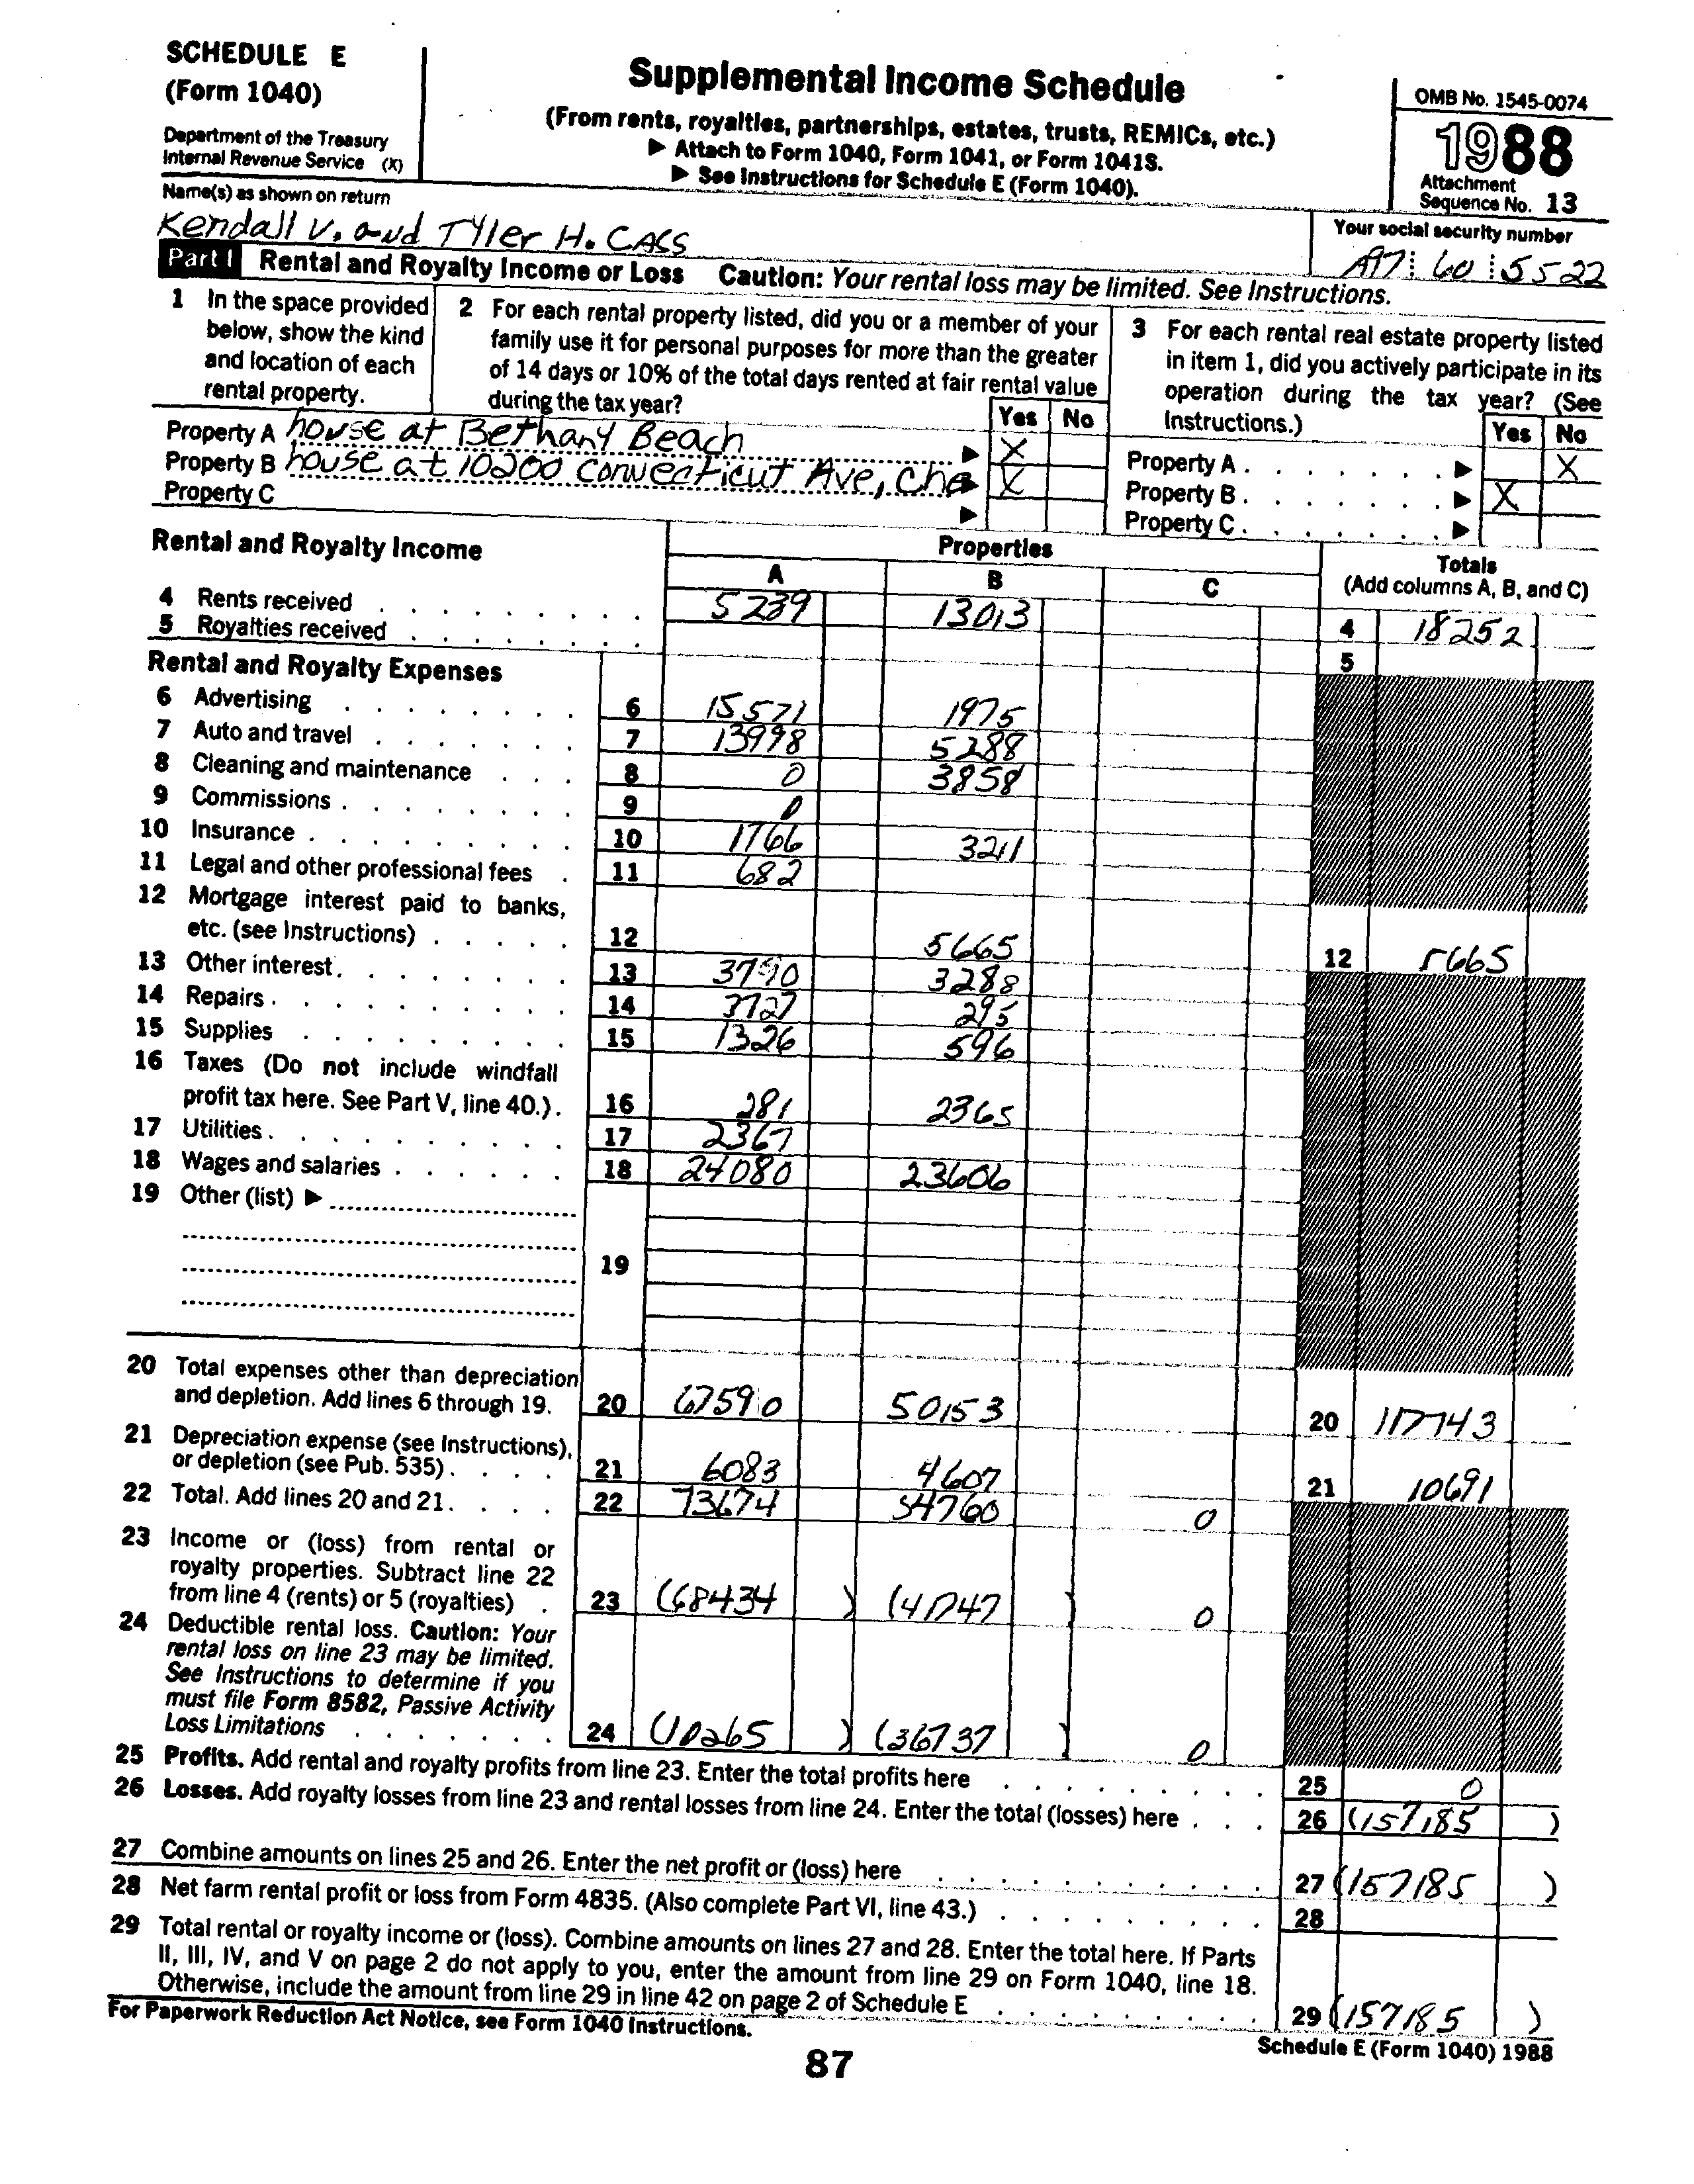 SCHEDULE E
(Form 1040)
Department of the Treasury
Internal Revenue Service (X)
Supplemental Income Schedule
(From rents, royalties, partnerships, estates, trusts, REMICs, etc.)
▶ Attach to Form 1040, Form 1041, or Form 1041S.
▶ See Instructions for Schedule E (Form 1040).
OMB No. 1545-0074
1988
Attachment
Sequence No. 13
Name(s) as shown on return
Kendall V. and Tyler H. Cass
Your social security number
60 5522
Part I Rental and Royalty Income or Loss Caution: Your rental loss may be limited. See Instructions.
1 In the space provided below, show the kind and location of each rental property.
2 For each rental property listed, did you or a member of your family use it for personal purposes for more than the greater of 14 days or 10% of the total days rented at fair rental value during the tax year?
3 For each rental real estate property listed in item 1, did you actively participate in its operation during the tax year? (See Instructions.)
Yes No
Yes No
Property A house at Bethany Beach ▶ X
Property A . . . . . . . ▶ X
Property B house at 10200 Connecticut Ave, Che ▶ X
Property B . . . . . . . ▶ X
Property C ▶
Property C . . . . . . . ▶
Rental and Royalty Income
Properties
A B C
Totals
(Add columns A, B, and C)
4 Rents received 5239 13013 4 18252
5 Royalties received 5
Rental and Royalty Expenses
6 Advertising 6 15571 1975
7 Auto and travel 7 13998 5288
8 Cleaning and maintenance 8 0 3858
9 Commissions 9 0
10 Insurance 10 1766 3211
11 Legal and other professional fees 11 682
12 Mortgage interest paid to banks, etc. (see Instructions) 12 5665 12 5665
13 Other interest 13 3790 3288
14 Repairs 14 3727 295
15 Supplies 15 1326 596
16 Taxes (Do not include windfall profit tax here. See Part V, line 40.) 16 281 2365
17 Utilities 17 2367
18 Wages and salaries 18 24080 23606
19 Other (list) ▶
19
20 Total expenses other than depreciation and depletion. Add lines 6 through 19. 20 67590 50153 20 117743
21 Depreciation expense (see Instructions), or depletion (see Pub. 535) 21 6083 4607 21 10691
22 Total. Add lines 20 and 21 22 73674 54760 0
23 Income or (loss) from rental or royalty properties. Subtract line 22 from line 4 (rents) or 5 (royalties) 23 (68434 ) (41747 ) 0
24 Deductible rental loss. Caution: Your rental loss on line 23 may be limited. See Instructions to determine if you must file Form 8582, Passive Activity Loss Limitations 24 (10265 ) (36737 ) 0
25 Profits. Add rental and royalty profits from line 23. Enter the total profits here 25 0
26 Losses. Add royalty losses from line 23 and rental losses from line 24. Enter the total (losses) here 26 (157185 )
27 Combine amounts on lines 25 and 26. Enter the net profit or (loss) here 27 (157185 )
28 Net farm rental profit or loss from Form 4835. (Also complete Part VI, line 43.) 28
29 Total rental or royalty income or (loss). Combine amounts on lines 27 and 28. Enter the total here. If Parts II, III, IV, and V on page 2 do not apply to you, enter the amount from line 29 on Form 1040, line 18. Otherwise, include the amount from line 29 in line 42 on page 2 of Schedule E 29 (157185 )
For Paperwork Reduction Act Notice, see Form 1040 Instructions.
Schedule E (Form 1040) 1988
87